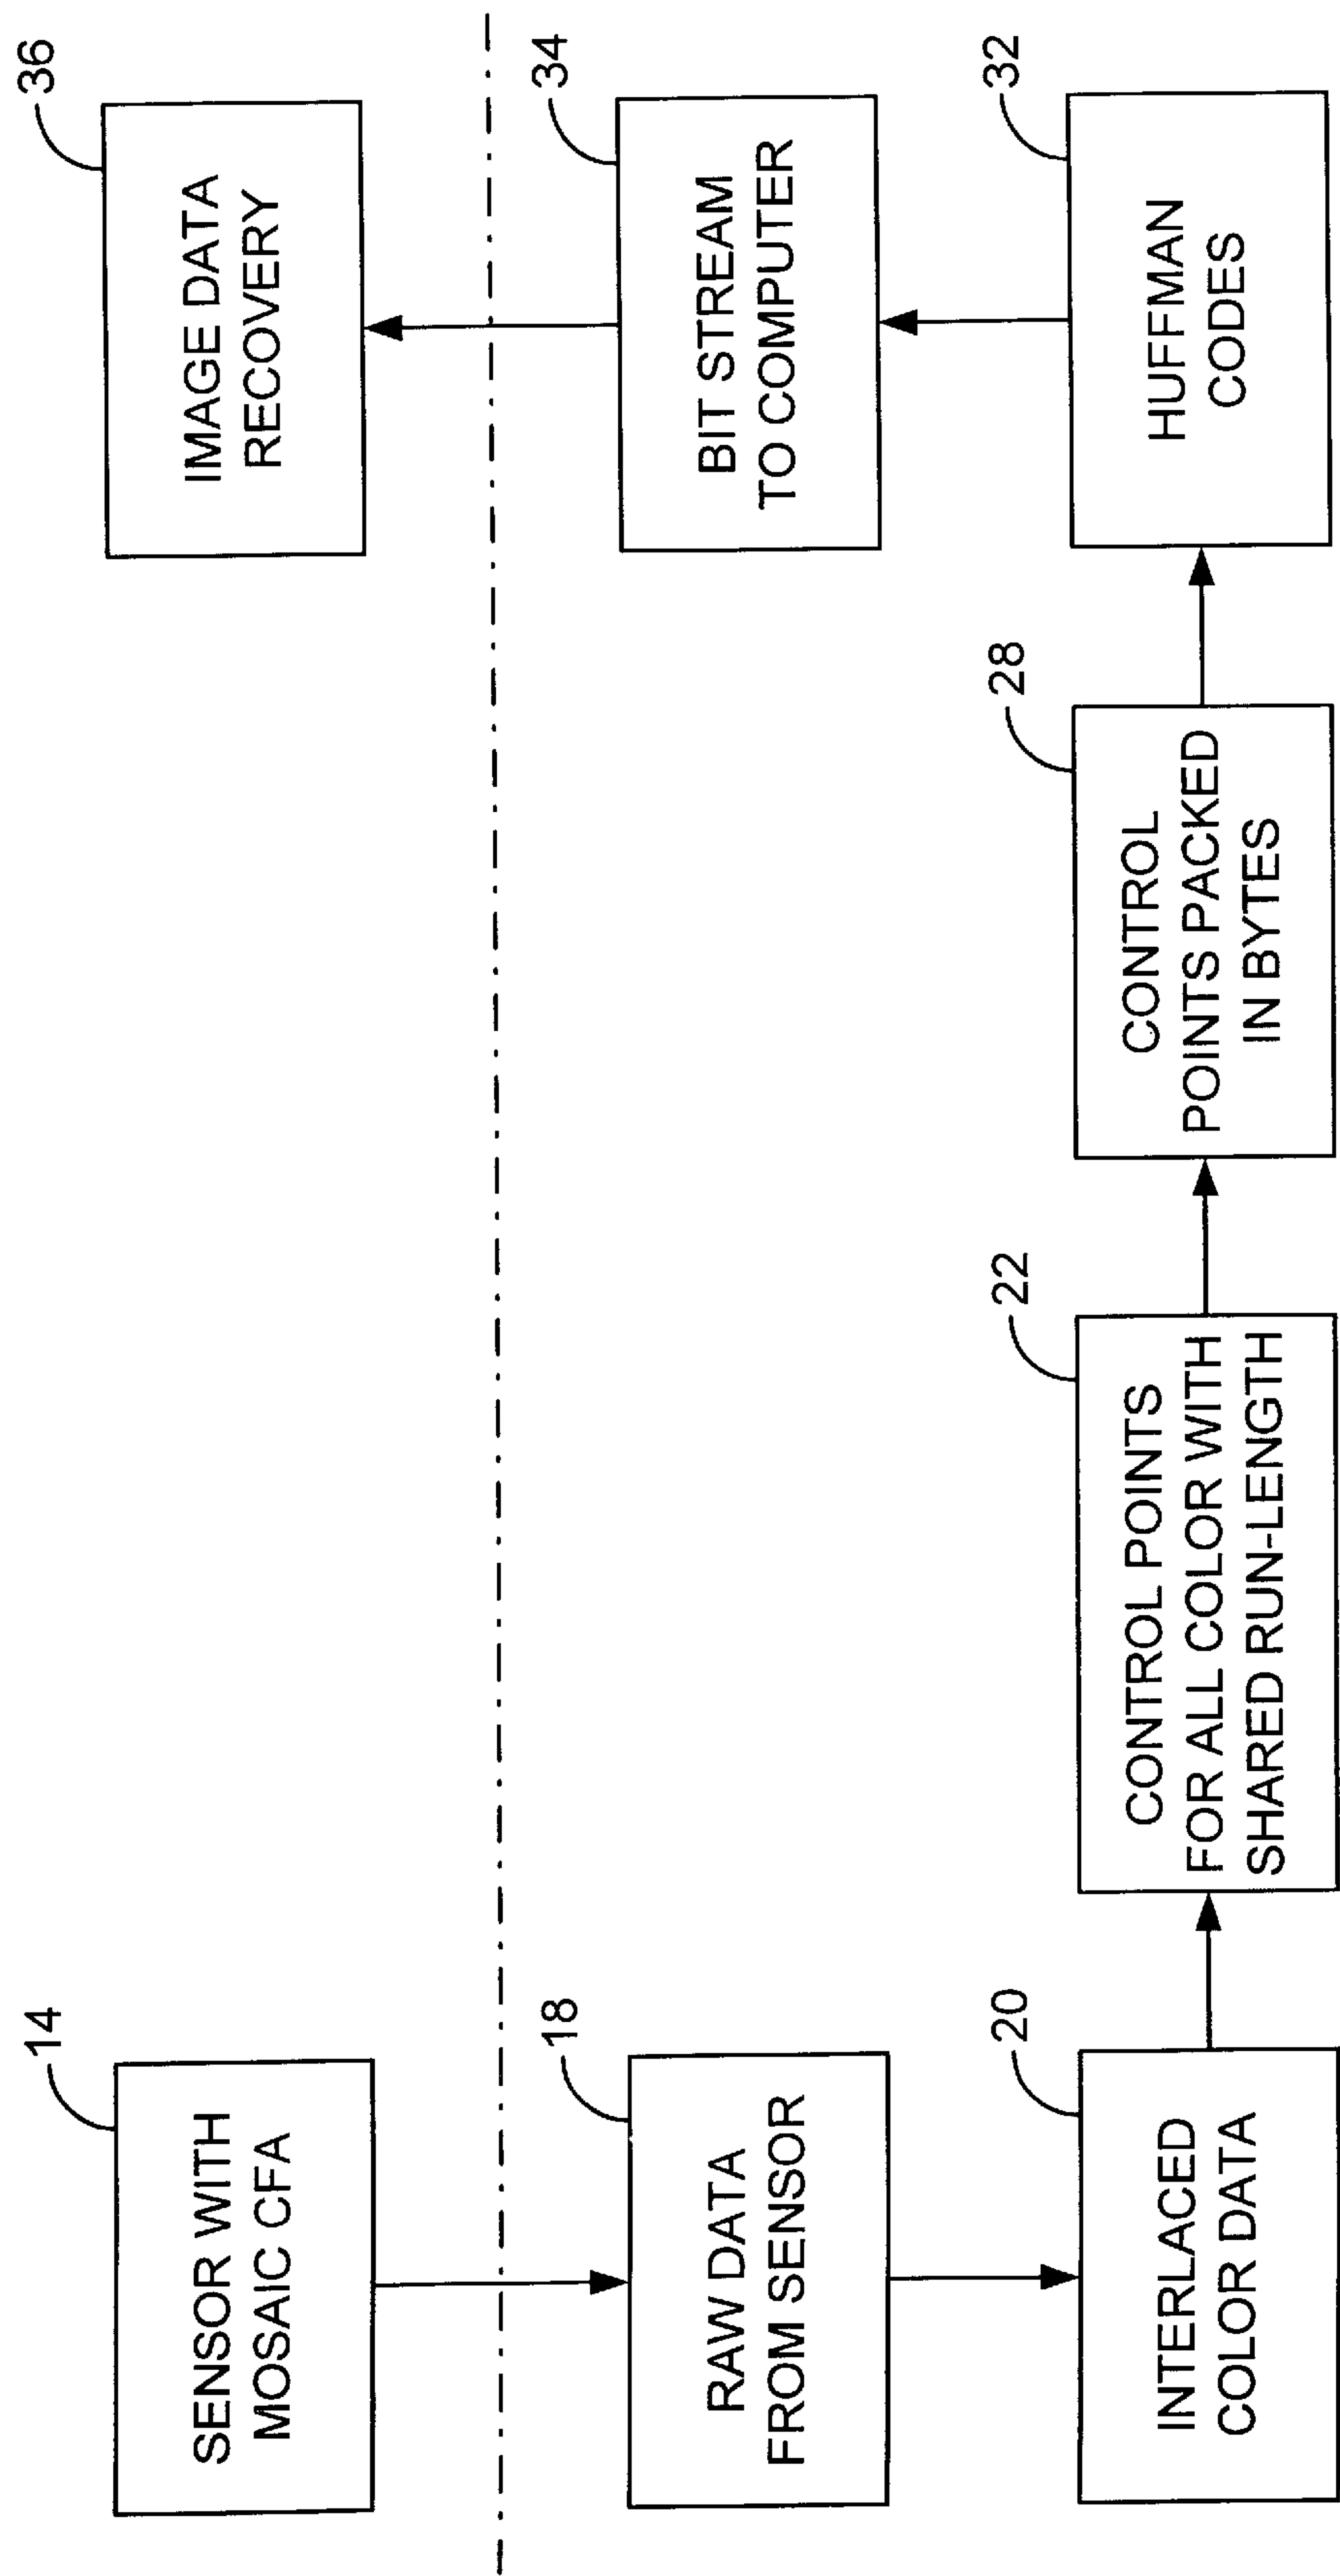 14
SENSOR WITH
MOSAIC CFA
36
IMAGE DATA
RECOVERY
18
RAW DATA
FROM SENSOR
34
BIT STREAM
TO COMPUTER
20
INTERLACED
COLOR DATA
22
CONTROL POINTS
FOR ALL COLOR WITH
SHARED RUN-LENGTH
28
CONTROL
POINTS PACKED
IN BYTES
32
HUFFMAN
CODES